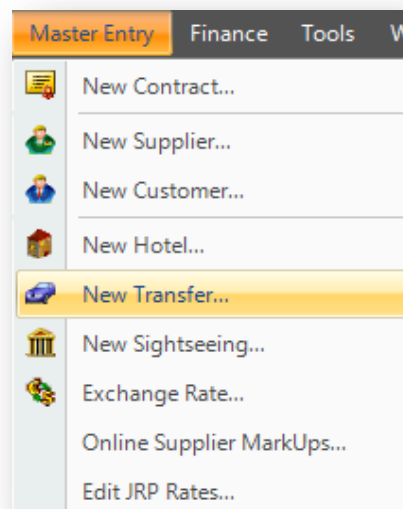 Master Entry Finance Tools W
New Contract...
New Supplier...
New Customer...
New Hotel...
New Transfer...
New Sightseeing...
Exchange Rate...
Online Supplier MarkUps...
Edit JRP Rates...